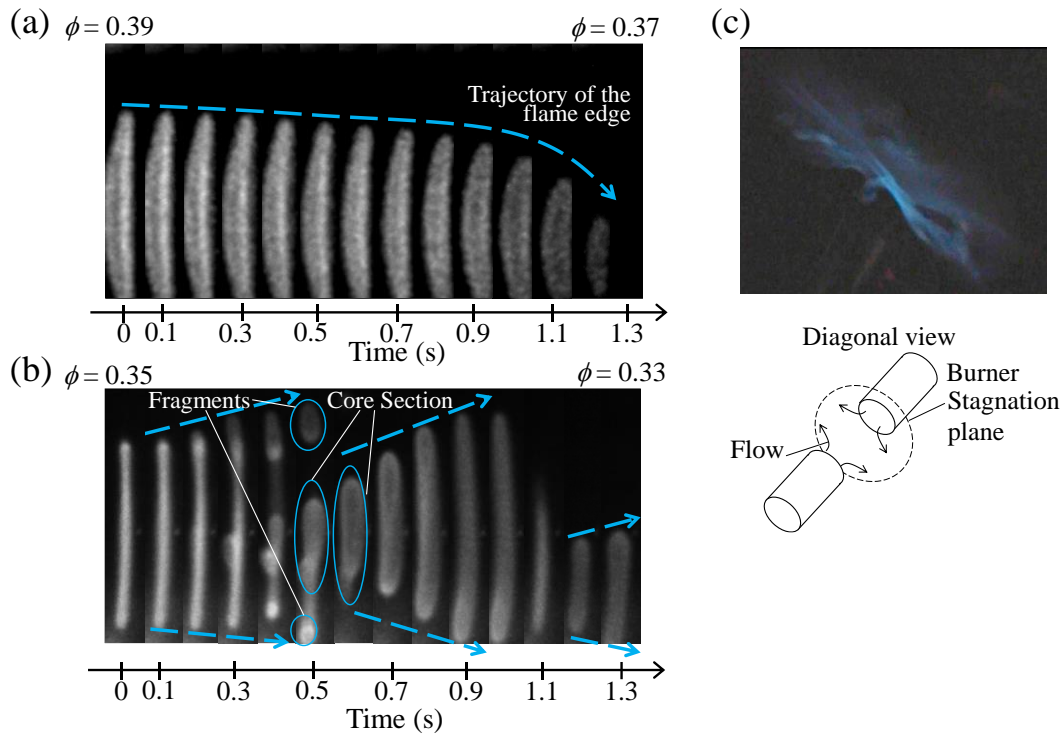 (a)
ϕ = 0.39
ϕ = 0.37
Trajectory of the
flame edge
0 0.1 0.3 0.5 0.7 0.9 1.1 1.3
Time (s)
(b)
ϕ = 0.35
ϕ = 0.33
Fragments
Core Section
0 0.1 0.3 0.5 0.7 0.9 1.1 1.3
Time (s)
(c)
Diagonal view
Burner
Stagnation
plane
Flow